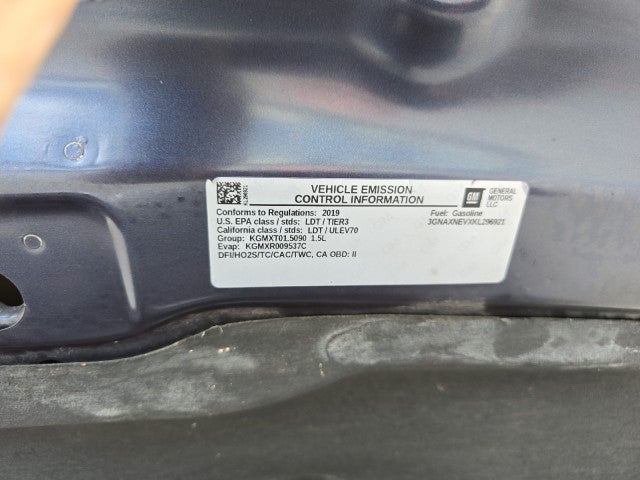 VEHICLE EMISSION
CONTROL INFORMATION
GM
GENERAL
MOTORS
LLC
Conforms to Regulations: 2019
Fuel: Gasoline
U.S. EPA class / stds: LDT / TIER3
3GNAXNEVXKL296921
California class / stds: LDT / ULEV70
Group: KGMXT01.5090 1.5L
Evap: KGMXR009537C
DFI/HO2S/TC/CAC/TWC, CA OBD: II